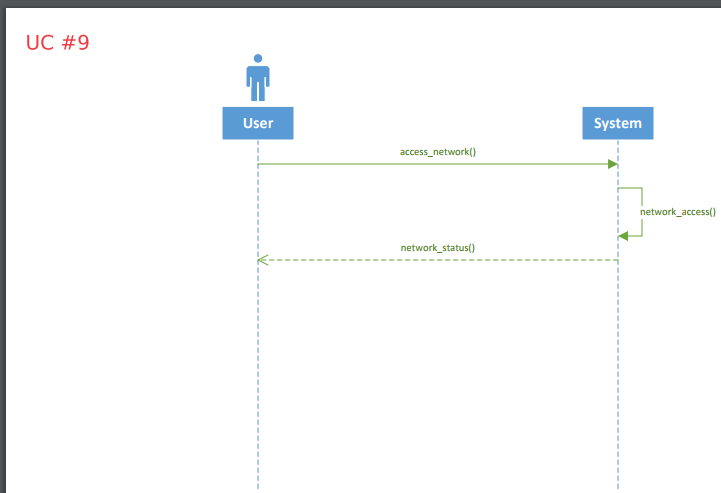 UC #9
User
System
access_network()
network_access()
network_status()